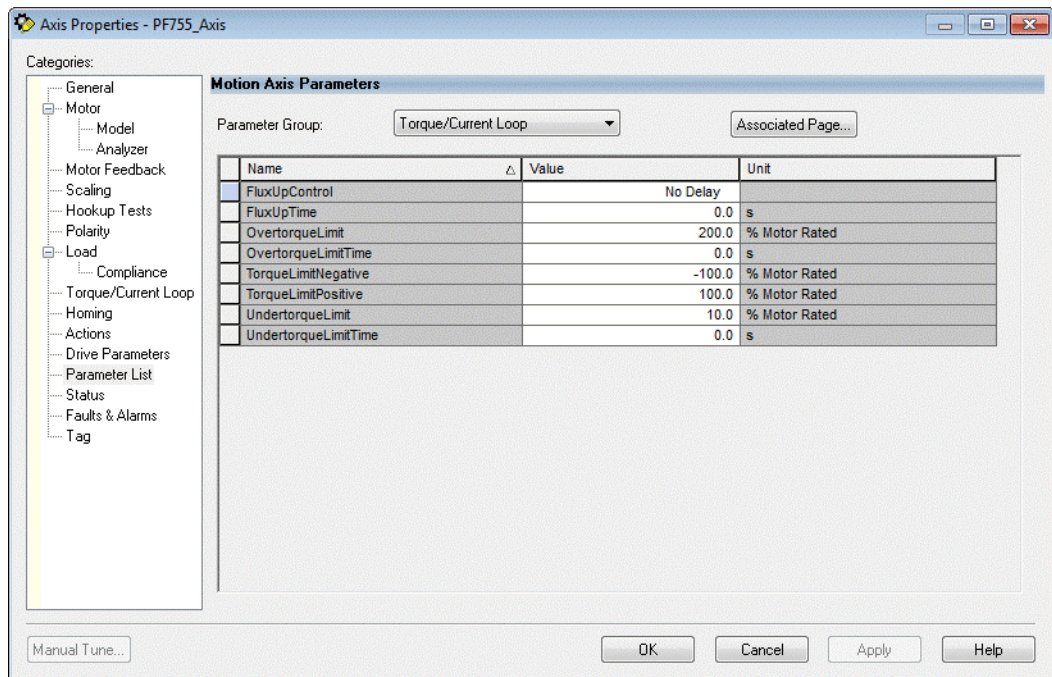 Axis Properties - PF755_Axis
Categories:
General
Motor
Model
Analyzer
Motor Feedback
Scaling
Hookup Tests
Polarity
Load
Compliance
Torque/Current Loop
Homing
Actions
Drive Parameters
Parameter List
Status
Faults & Alarms
Tag
Motion Axis Parameters
Parameter Group: Torque/Current Loop Associated Page...
Name Value Unit
FluxUpControl No Delay
FluxUpTime 0.0 s
OvertorqueLimit 200.0 % Motor Rated
OvertorqueLimitTime 0.0 s
TorqueLimitNegative -100.0 % Motor Rated
TorqueLimitPositive 100.0 % Motor Rated
UndertorqueLimit 10.0 % Motor Rated
UndertorqueLimitTime 0.0 s
Manual Tune... OK Cancel Apply Help